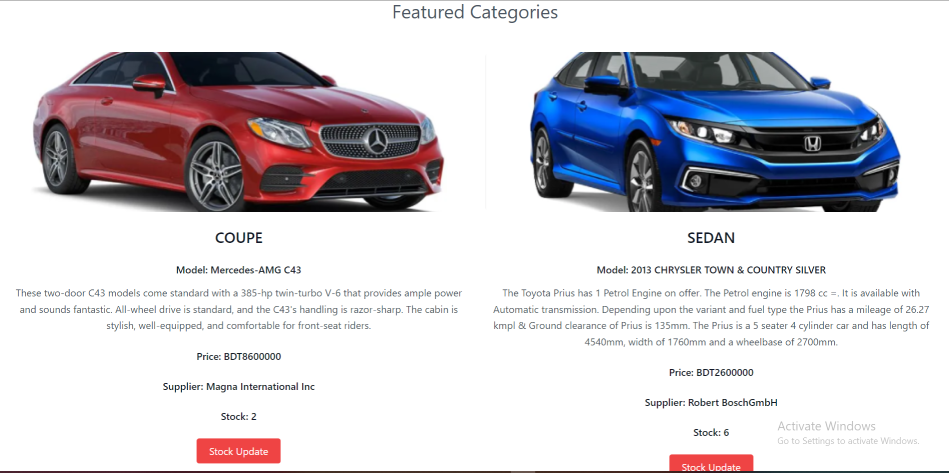 Featured Categories
COUPE
Model: Mercedes-AMG C43
These two-door C43 models come standard with a 385-hp twin-turbo V-6 that provides ample power
and sounds fantastic. All-wheel drive is standard, and the C43's handling is razor-sharp. The cabin is
stylish, well-equipped, and comfortable for front-seat riders.
Price: BDT8600000
Supplier: Magna International Inc
Stock: 2
Stock Update
SEDAN
Model: 2013 CHRYSLER TOWN & COUNTRY SILVER
The Toyota Prius has 1 Petrol Engine on offer. The Petrol engine is 1798 cc =. It is available with
Automatic transmission. Depending upon the variant and fuel type the Prius has a mileage of 26.27
kmpl & Ground clearance of Prius is 135mm. The Prius is a 5 seater 4 cylinder car and has length of
4540mm, width of 1760mm and a wheelbase of 2700mm.
Price: BDT2600000
Supplier: Robert BoschGmbH
Stock: 6
Stock Update
Activate Windows
Go to Settings to activate Windows.